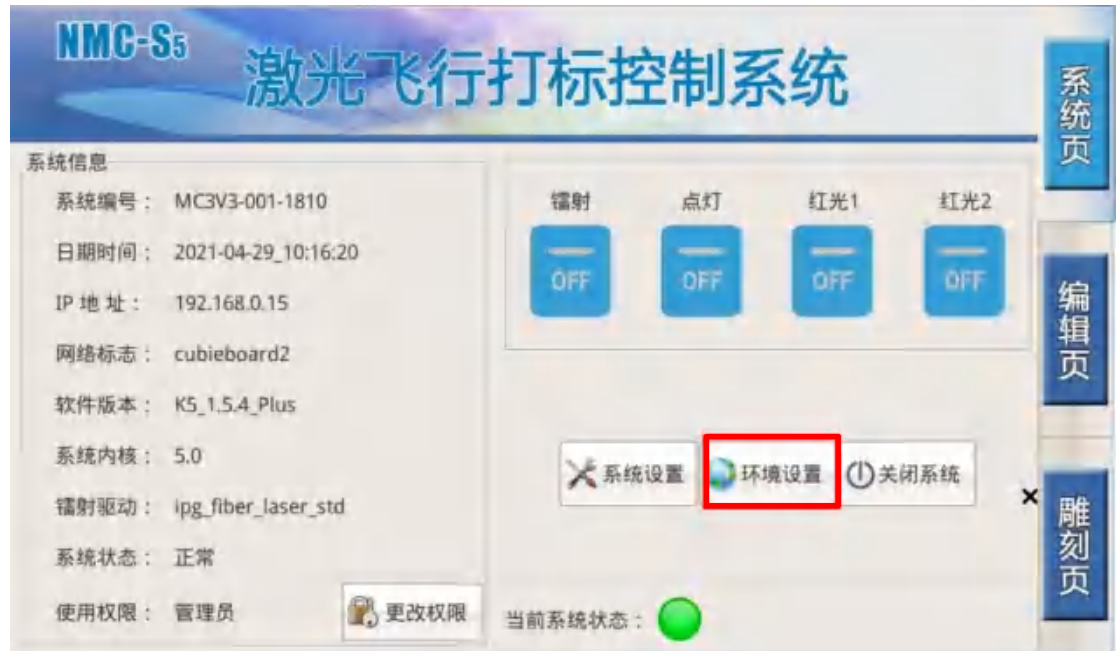 NMC-S5
激光飞行打标控制系统
系统页
编辑页
雕刻页
系统信息
系统编号： MC3V3-001-1810
日期时间： 2021-04-29_10:16:20
IP 地 址： 192.168.0.15
网络标志： cubieboard2
软件版本： K5_1.5.4_Plus
系统内核： 5.0
镭射驱动： ipg_fiber_laser_std
系统状态： 正常
使用权限： 管理员
更改权限
镭射 点灯 红光1 红光2
OFF OFF OFF OFF
系统设置 环境设置 关闭系统
当前系统状态：